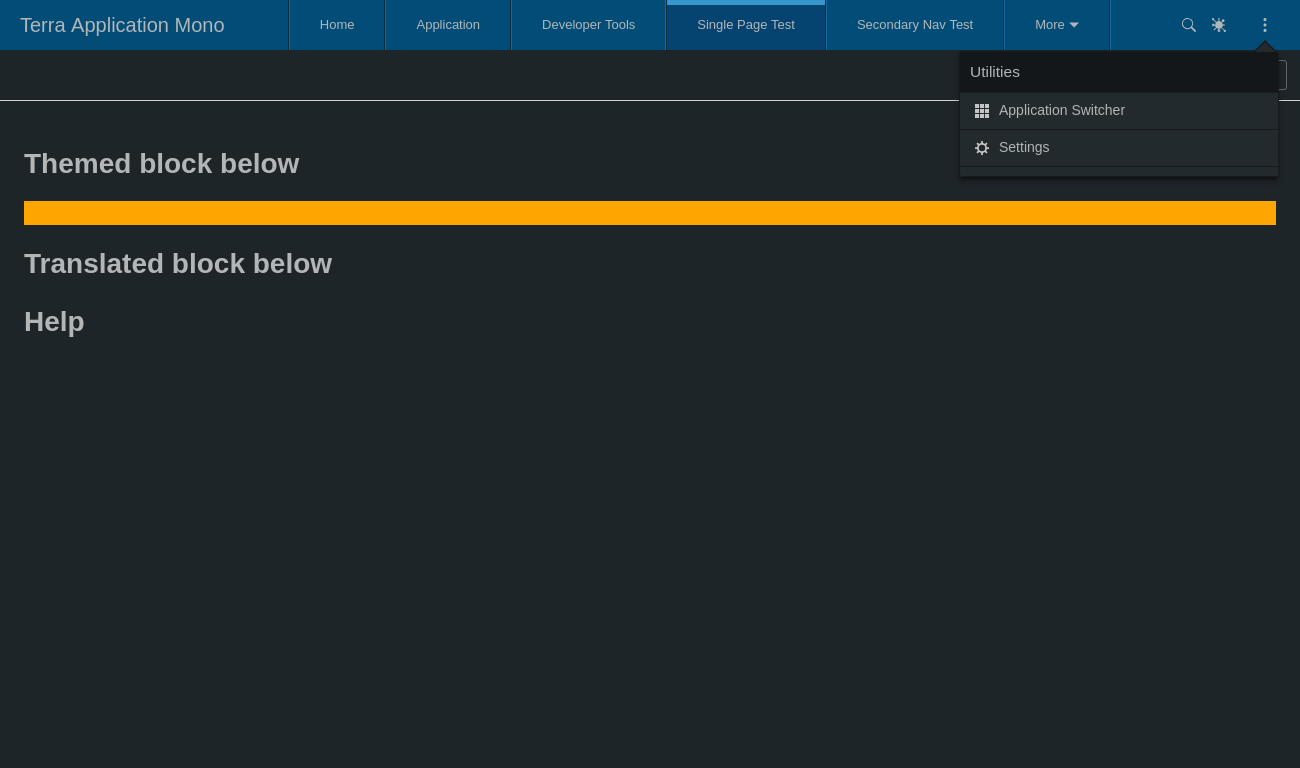 Terra Application Mono
Home
Application
Developer Tools
Single Page Test
Secondary Nav Test
More
Utilities
Application Switcher
Settings
Themed block below
Translated block below
Help